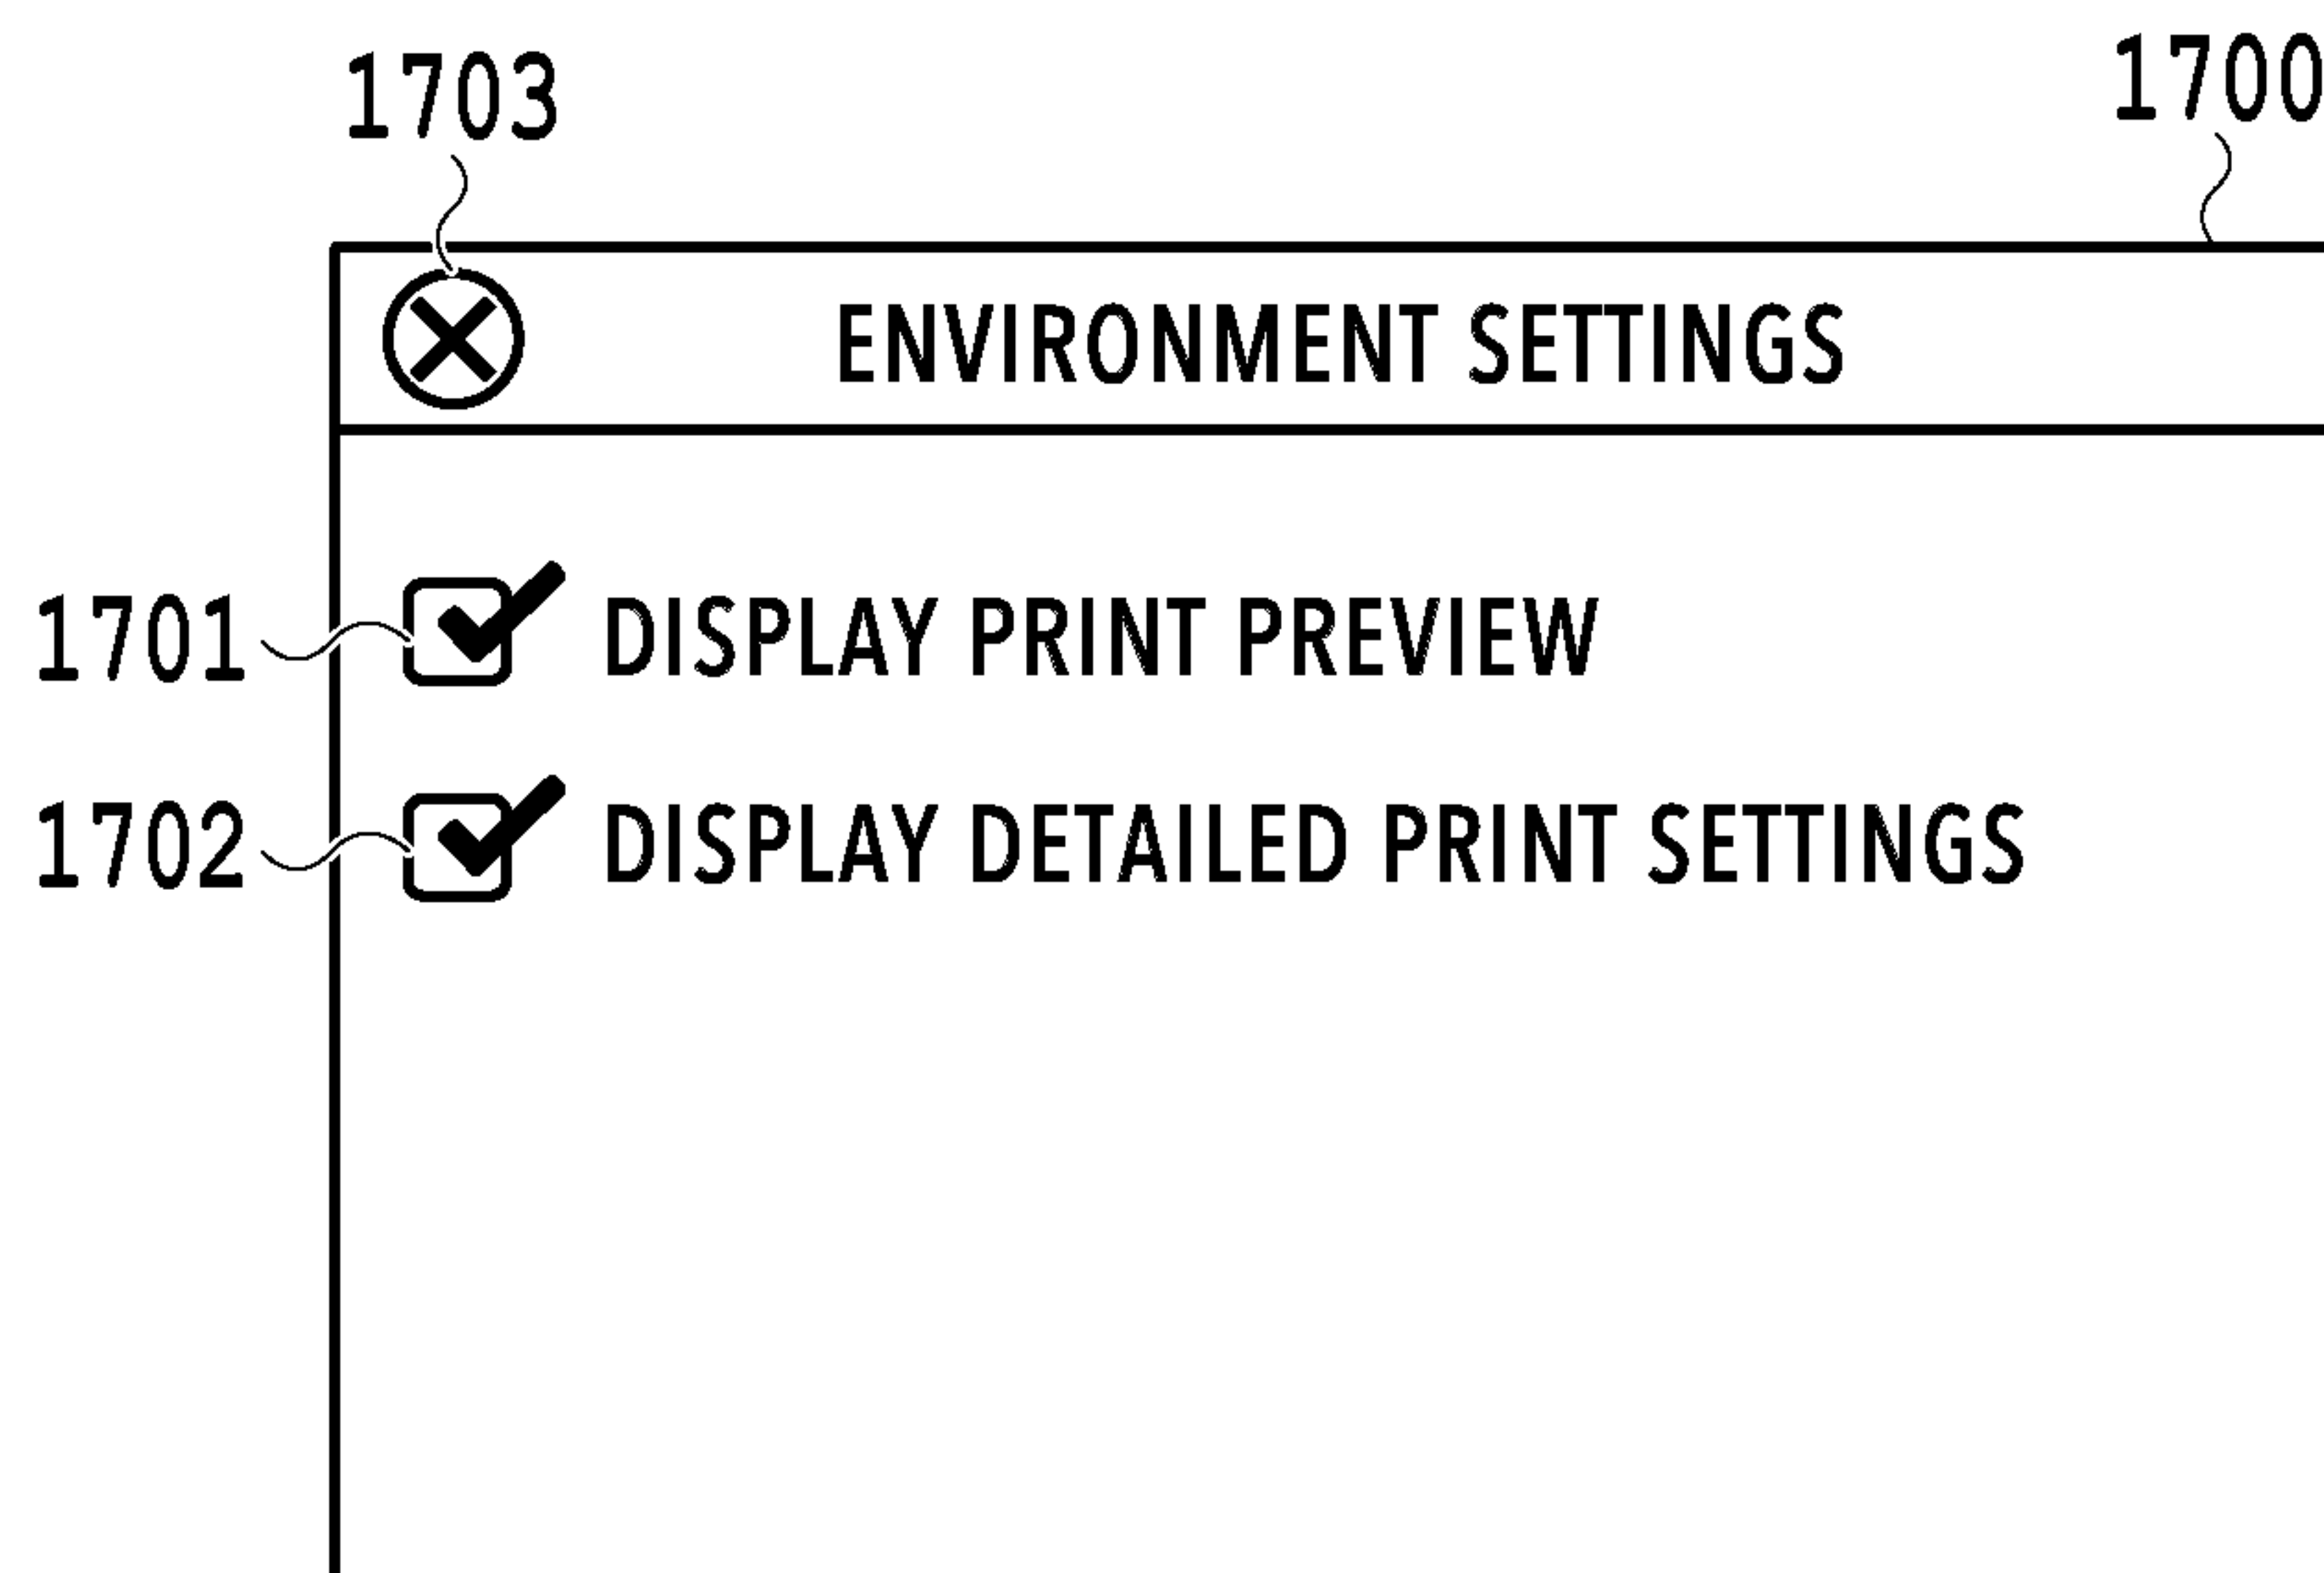 1703
1700
ENVIRONMENT SETTINGS
1701 DISPLAY PRINT PREVIEW
1702 DISPLAY DETAILED PRINT SETTINGS